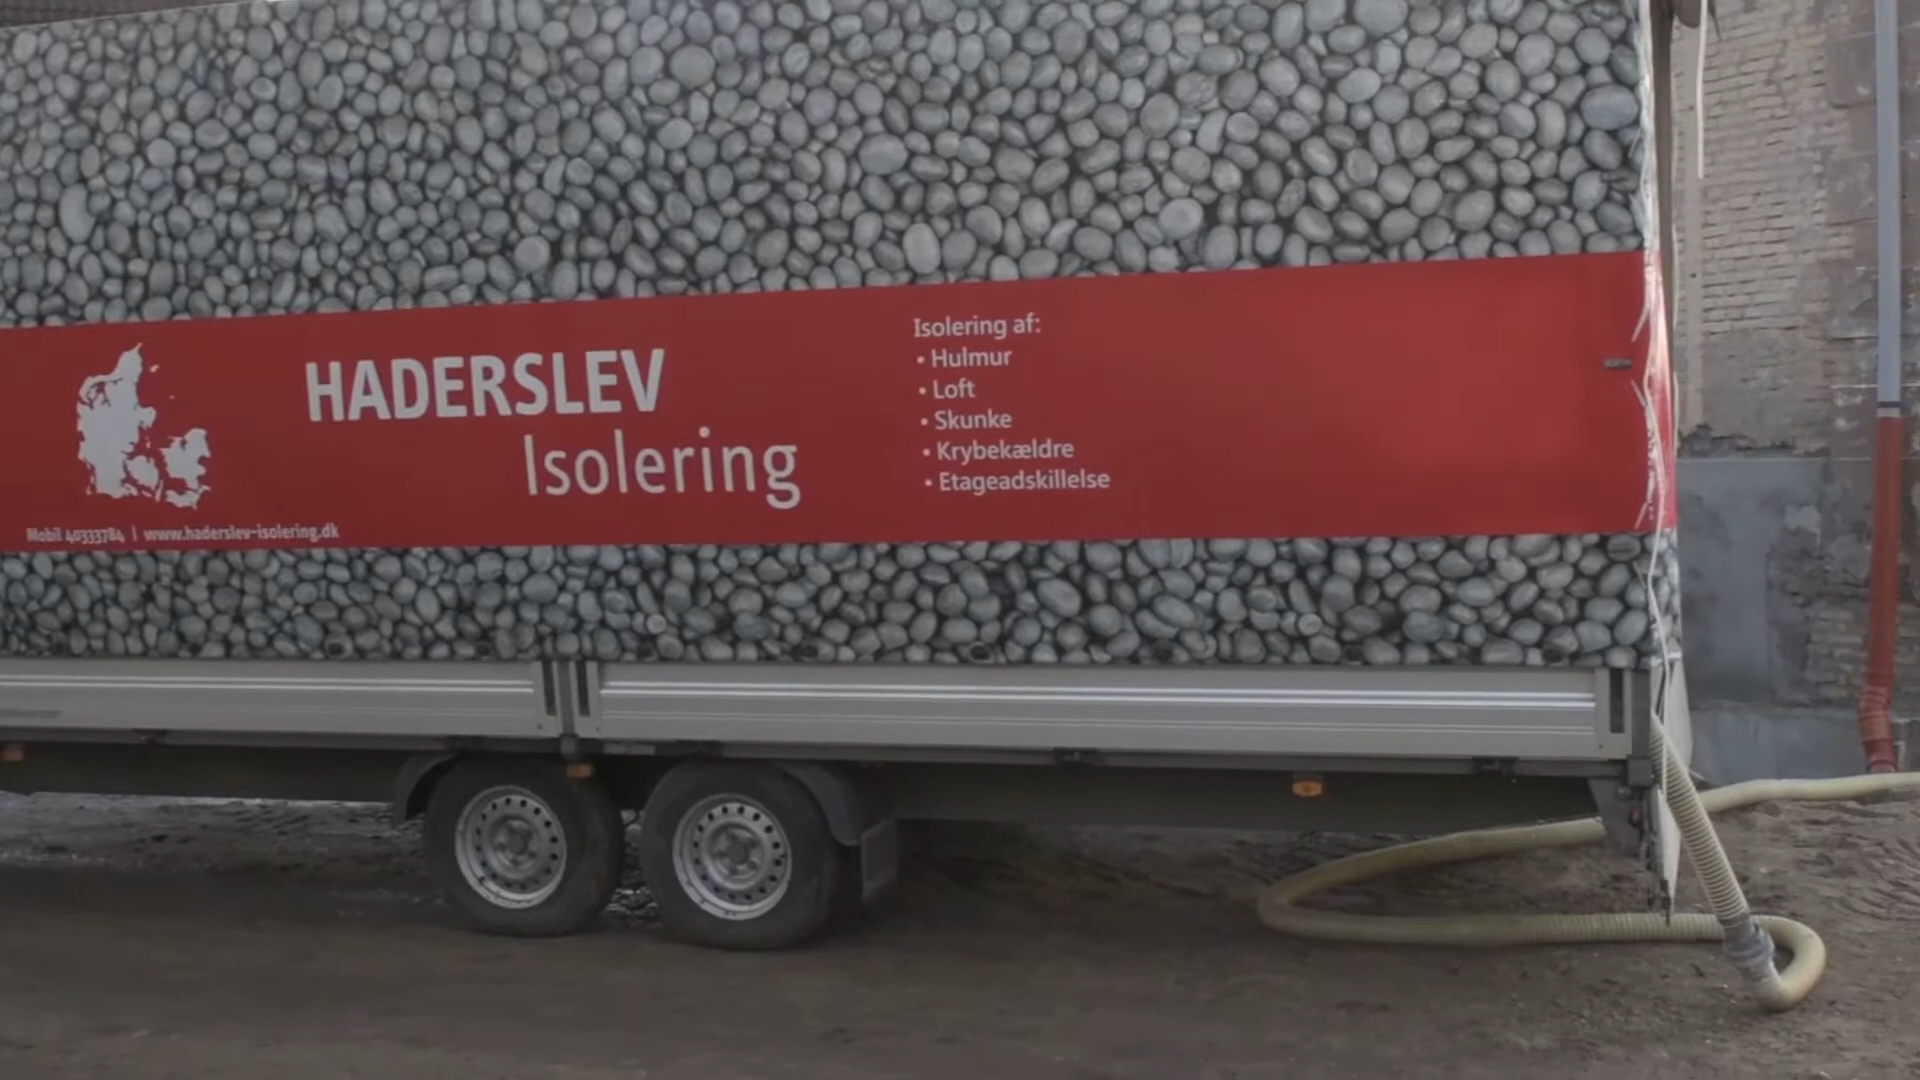 HADERSLEV
Isolering
Mobil 40333784 | www.haderslev-isolering.dk
Isolering af:
• Hulmur
• Loft
• Skunke
• Krybekældre
• Etageadskillelse